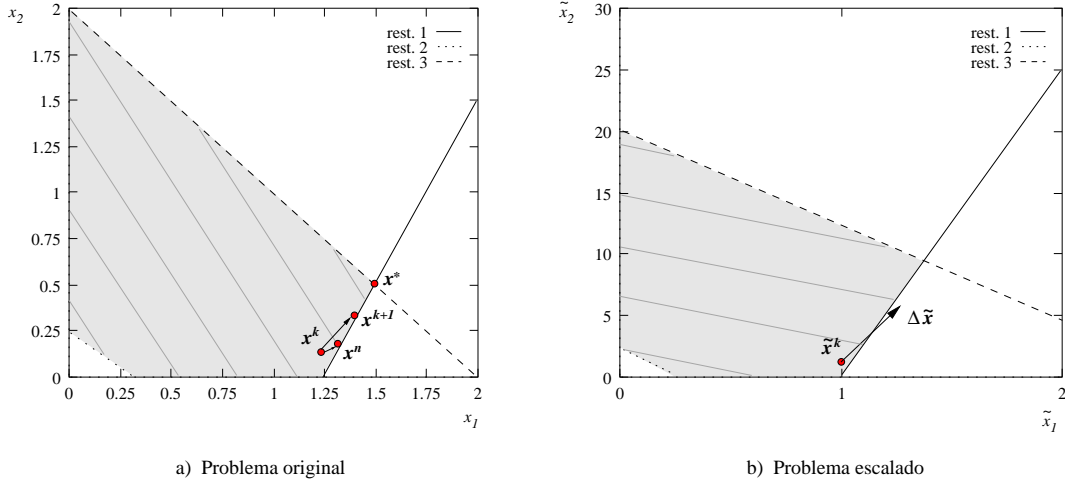 x2
2
1.75
1.5
1.25
1
0.75
0.5
0.25
0
0 0.25 0.5 0.75 1 1.25 1.5 1.75 2
x1
rest. 1
rest. 2
rest. 3
x*
x^k+1
x^k
x^n
a) Problema original
x̃2
30
25
20
15
10
5
0
0 1 2
x̃1
rest. 1
rest. 2
rest. 3
Δx̃
x̃^k
b) Problema escalado